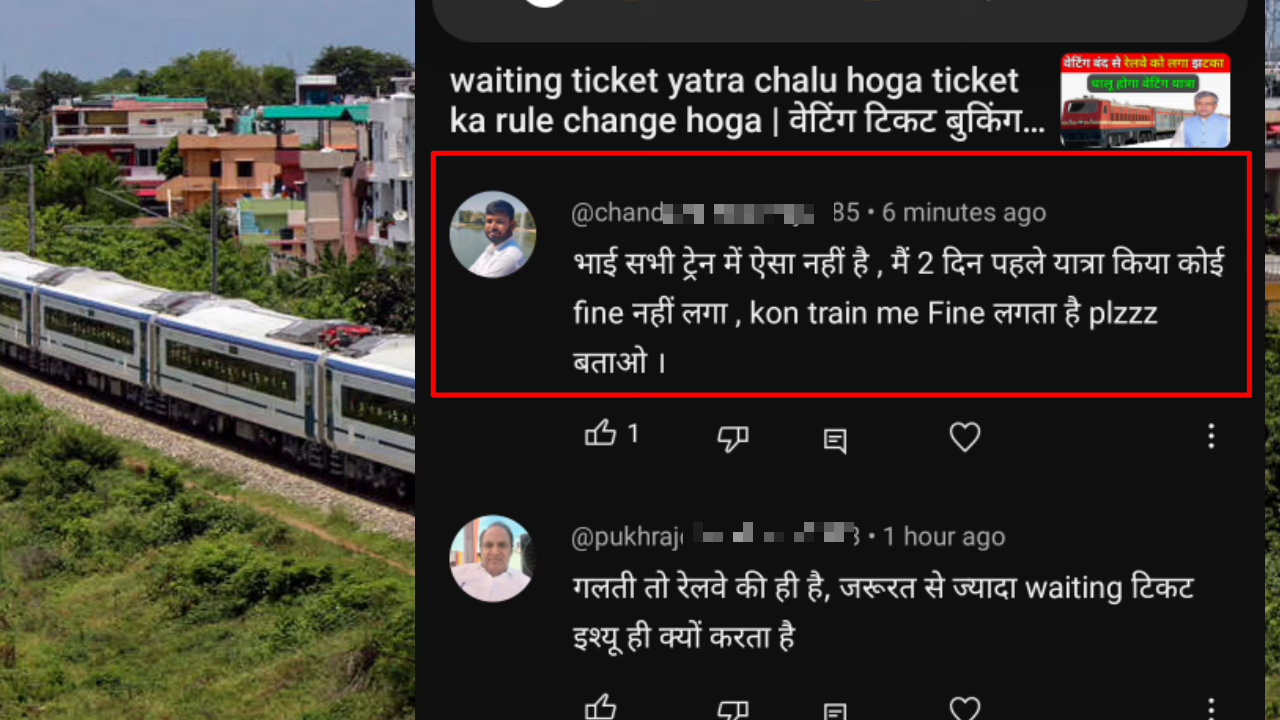 waiting ticket yatra chalu hoga ticket
ka rule change hoga | वेटिंग टिकट बुकिंग...
वेटिंग बंद से रेलवे को लगा झटका
चालू होगा वेटिंग यात्रा
@chand 85 • 6 minutes ago
भाई सभी ट्रेन में ऐसा नहीं है , मैं 2 दिन पहले यात्रा किया कोई
fine नहीं लगा , kon train me Fine लगता है plzzz
बताओ ।
1
@pukhraj 3 • 1 hour ago
गलती तो रेलवे की ही है, जरूरत से ज्यादा waiting टिकट
इश्यू ही क्यों करता है